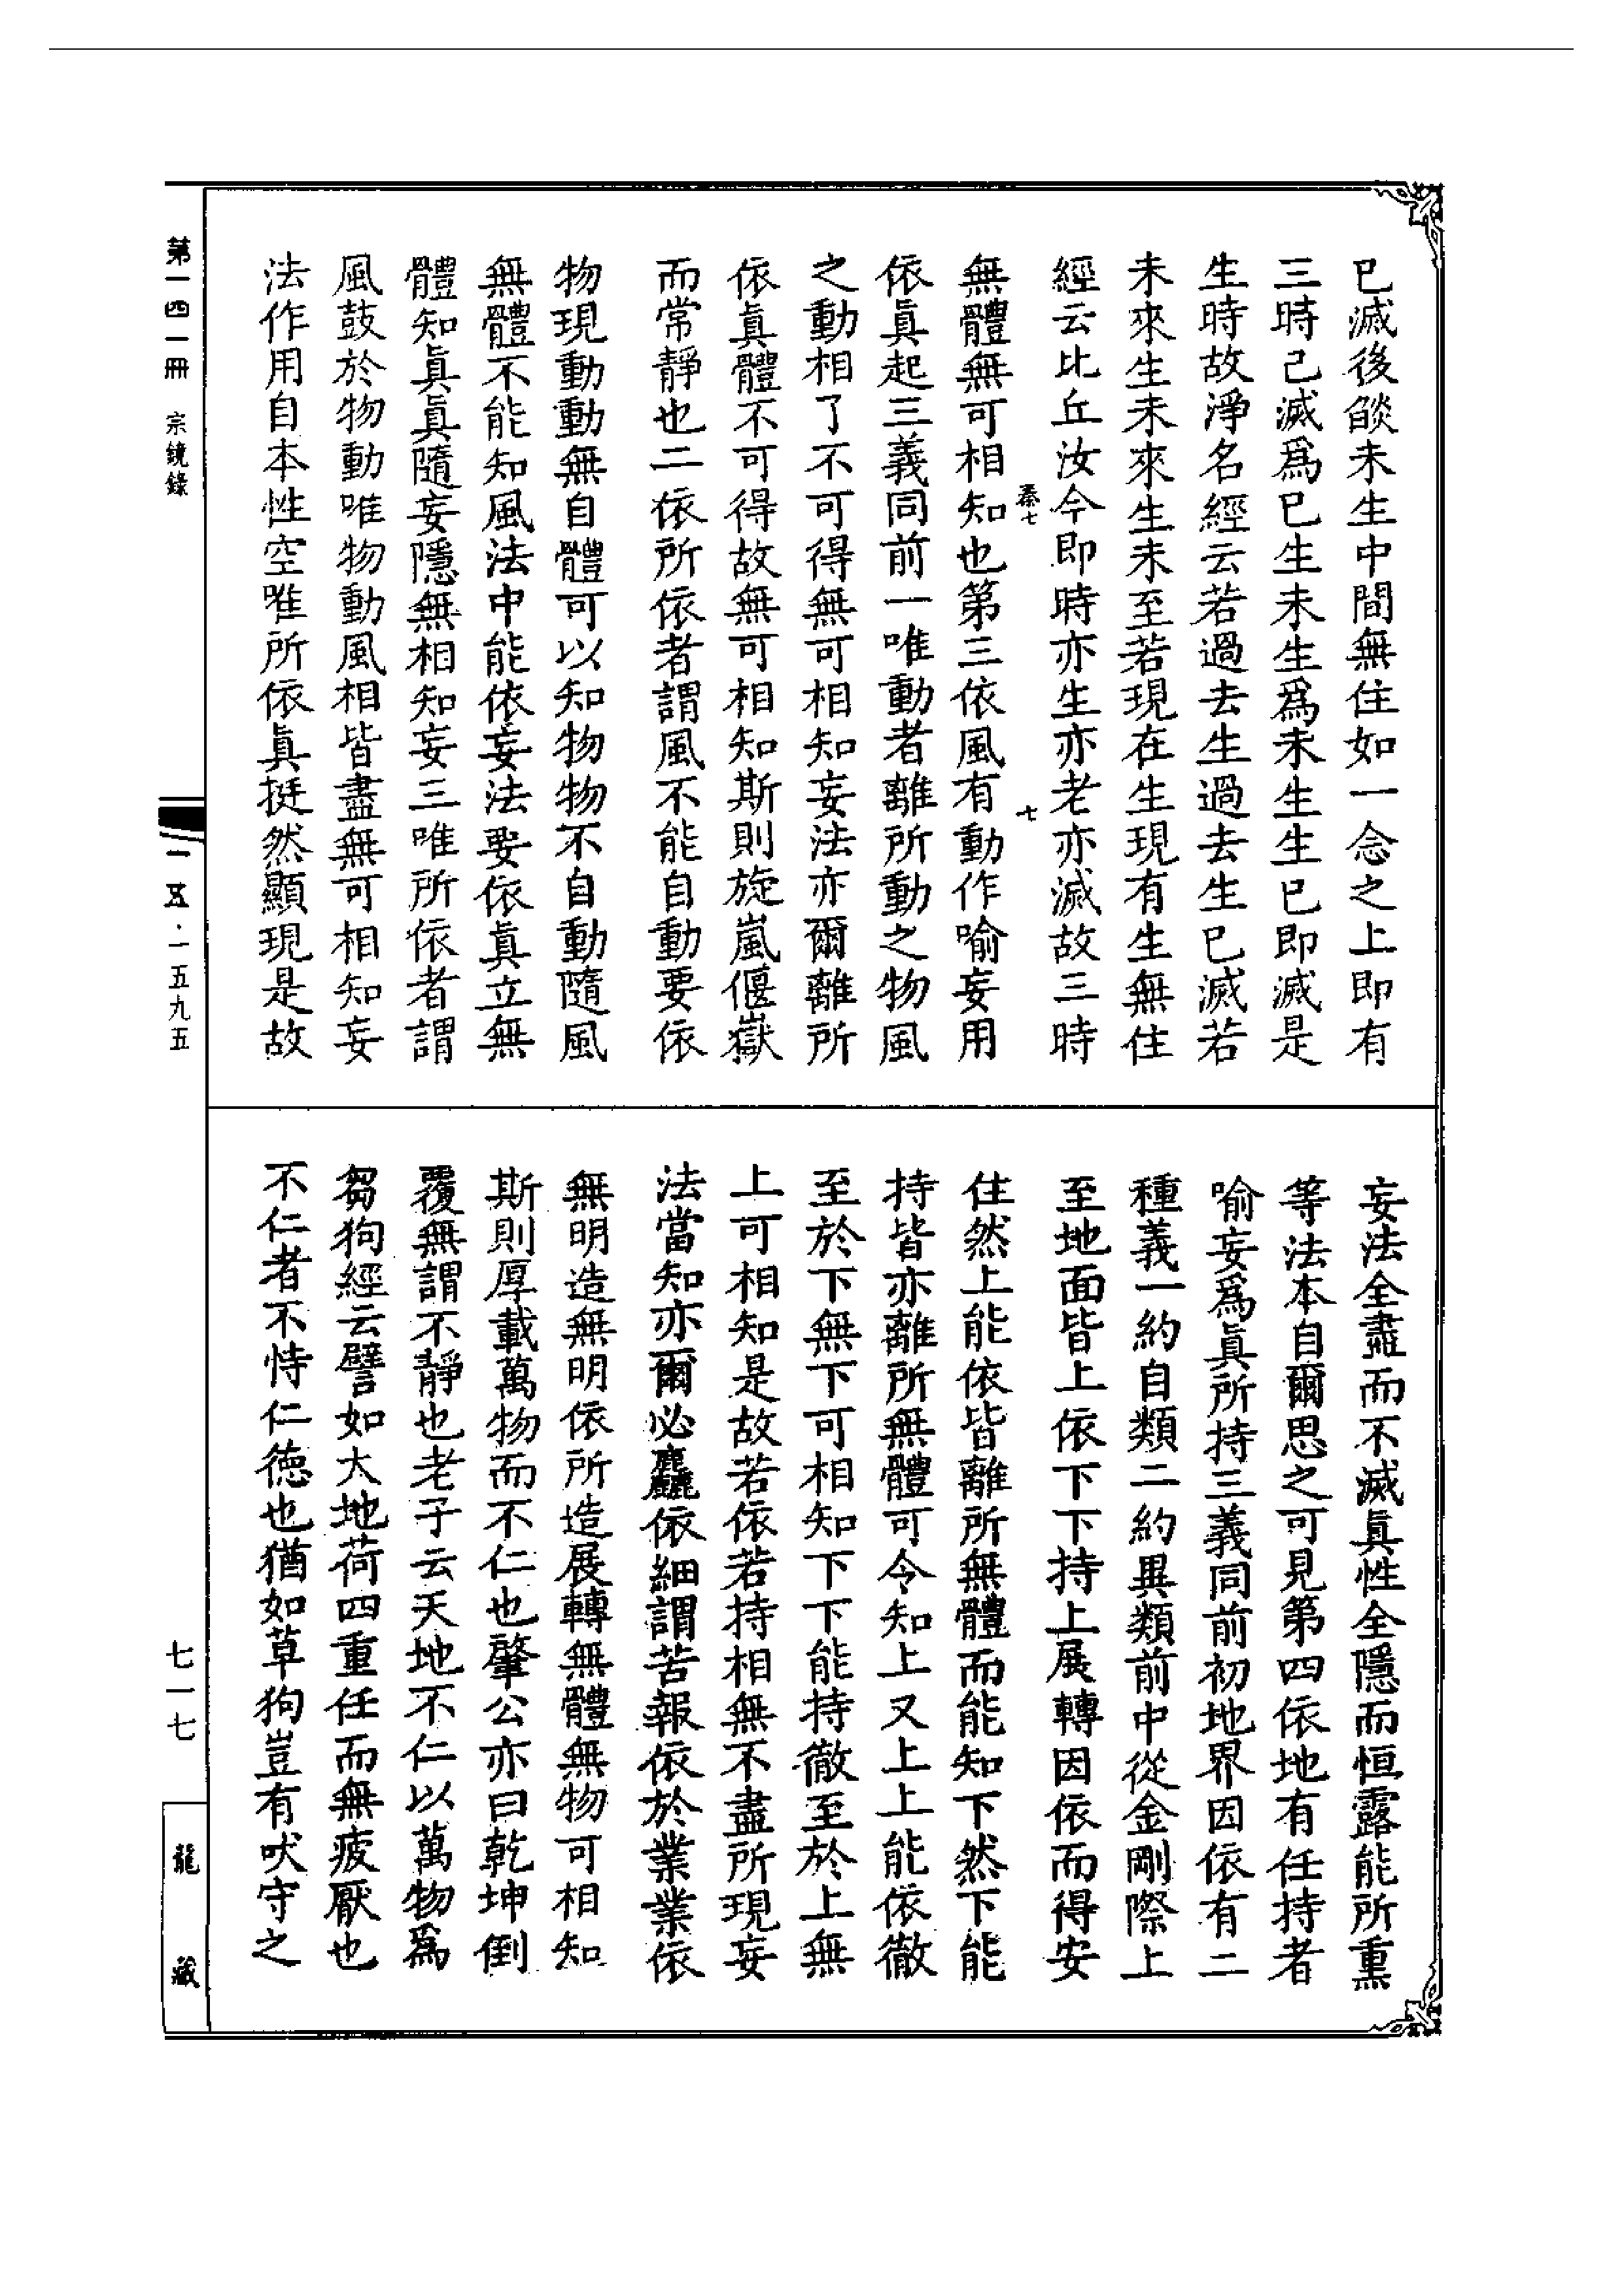 已滅後燄未生中間無住如一念之上即有
三時已滅爲已生未生爲未生生已即滅是
生時故淨名經云若過去生過去生已滅若
未來生未來生未至若現在生現有生無住
經云比丘汝今即時亦生亦老亦滅故三時
秦七
七
無體無可相知也第三依風有動作喻妄用
依眞起三義同前一唯動者離所動之物風
之動相了不可得無可相知妄法亦爾離所
依眞體不可得故無可相知斯則旋嵐偃嶽
而常靜也二依所依者謂風不能自動要依
物現動動無自體可以知物物不自動隨風
無體不能知風法中能依妄法要依眞立無
體知眞眞隨妄隱無相知妄三唯所依者謂
風鼓於物動唯物動風相皆盡無可相知妄
法作用自本性空唯所依眞挺然顯現是故
妄法全盡而不滅眞性全隱而恒露能所熏
等法本自爾思之可見第四依地有任持者
喻妄爲眞所持三義同前初地界因依有二
種義一約自類二約異類前中從金剛際上
至地面皆上依下下持上展轉因依而得安
住然上能依皆離所無體而能知下然下能
持皆亦離所無體可令知上又上上能依徹
至於下無下可相知下下能持徹至於上無
上可相知是故若依若持相無不盡所現妄
法當知亦爾必麤依細謂苦報依於業業依
無明造無明依所造展轉無體無物可相知
斯則厚載萬物而不仁也肇公亦曰乾坤倒
覆無謂不靜也老子云天地不仁以萬物爲
芻狗經云譬如大地荷四重任而無疲厭也
不仁者不恃仁德也猶如草狗豈有吠守之
第一四一冊 宗鏡錄
一五·一五九五
七一七
龍藏